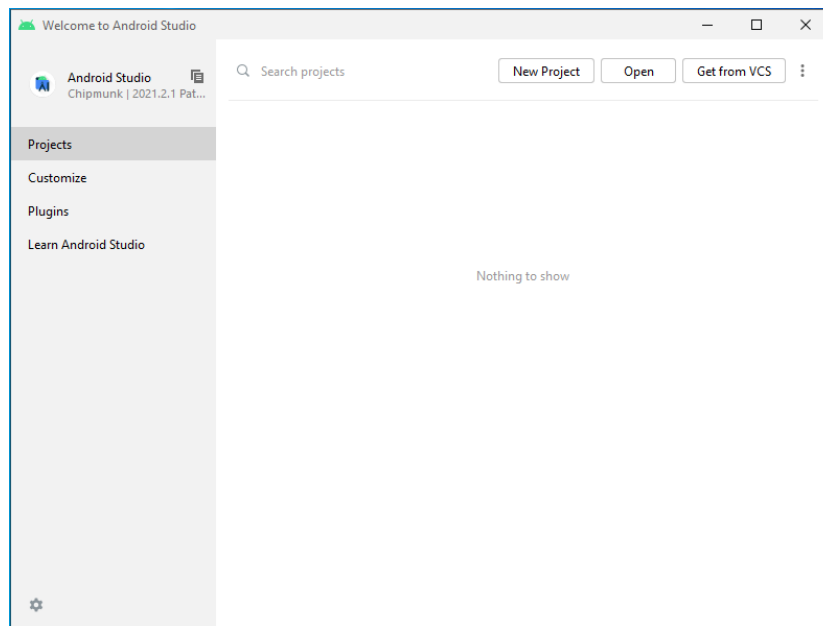 Welcome to Android Studio
Android Studio
Chipmunk | 2021.2.1 Pat...
Search projects
New Project
Open
Get from VCS
Projects
Customize
Plugins
Learn Android Studio
Nothing to show